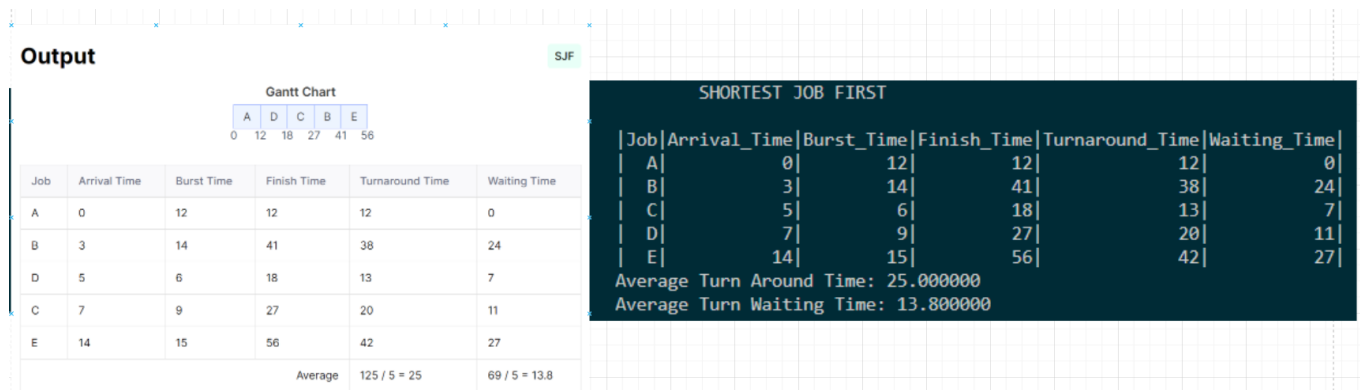 Output
SJF
Gantt Chart
A D C B E
0 12 18 27 41 56
Job Arrival Time Burst Time Finish Time Turnaround Time Waiting Time
A 0 12 12 12 0
B 3 14 41 38 24
D 5 6 18 13 7
C 7 9 27 20 11
E 14 15 56 42 27
Average 125 / 5 = 25 69 / 5 = 13.8
SHORTEST JOB FIRST
|Job|Arrival_Time|Burst_Time|Finish_Time|Turnaround_Time|Waiting_Time|
| A| 0| 12| 12| 12| 0|
| B| 3| 14| 41| 38| 24|
| C| 5| 6| 18| 13| 7|
| D| 7| 9| 27| 20| 11|
| E| 14| 15| 56| 42| 27|
Average Turn Around Time: 25.000000
Average Turn Waiting Time: 13.800000